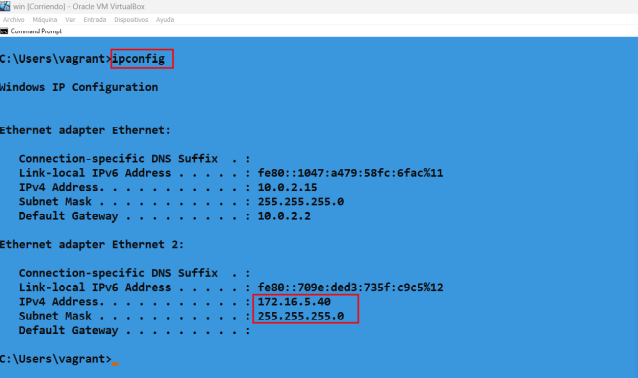 win [Corriendo] - Oracle VM VirtualBox
Archivo Máquina Ver Entrada Dispositivos Ayuda
Command Prompt
C:\Users\vagrant>ipconfig
Windows IP Configuration
Ethernet adapter Ethernet:
Connection-specific DNS Suffix . :
Link-local IPv6 Address . . . . . : fe80::1047:a479:58fc:6fac%11
IPv4 Address. . . . . . . . . . . : 10.0.2.15
Subnet Mask . . . . . . . . . . . : 255.255.255.0
Default Gateway . . . . . . . . . : 10.0.2.2
Ethernet adapter Ethernet 2:
Connection-specific DNS Suffix . :
Link-local IPv6 Address . . . . . : fe80::709e:ded3:735f:c9c5%12
IPv4 Address. . . . . . . . . . . : 172.16.5.40
Subnet Mask . . . . . . . . . . . : 255.255.255.0
Default Gateway . . . . . . . . . :
C:\Users\vagrant>